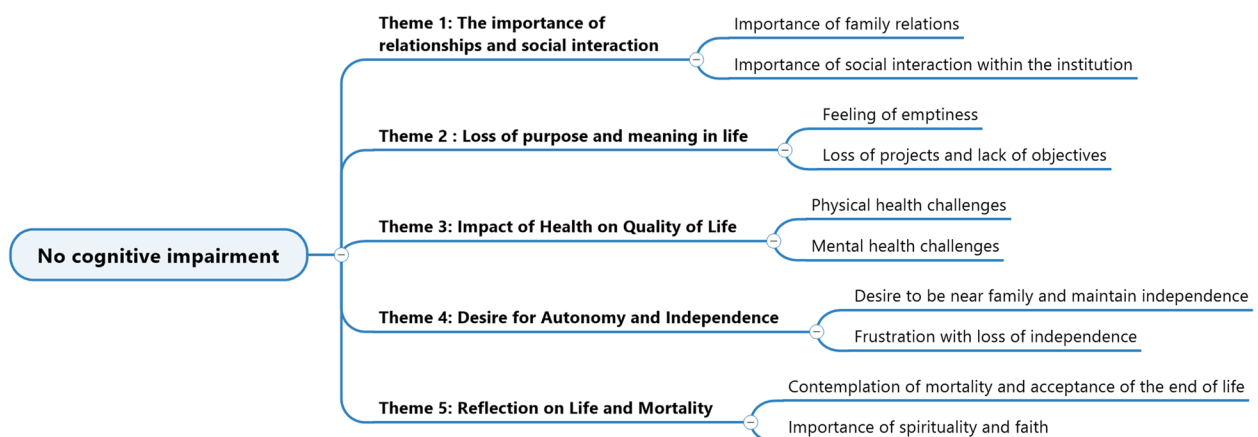 Theme 1: The importance of
relationships and social interaction
Importance of family relations
Importance of social interaction within the institution
Theme 2 : Loss of purpose and meaning in life
Feeling of emptiness
Loss of projects and lack of objectives
No cognitive impairment
Theme 3: Impact of Health on Quality of Life
Physical health challenges
Mental health challenges
Theme 4: Desire for Autonomy and Independence
Desire to be near family and maintain independence
Frustration with loss of independence
Theme 5: Reflection on Life and Mortality
Contemplation of mortality and acceptance of the end of life
Importance of spirituality and faith